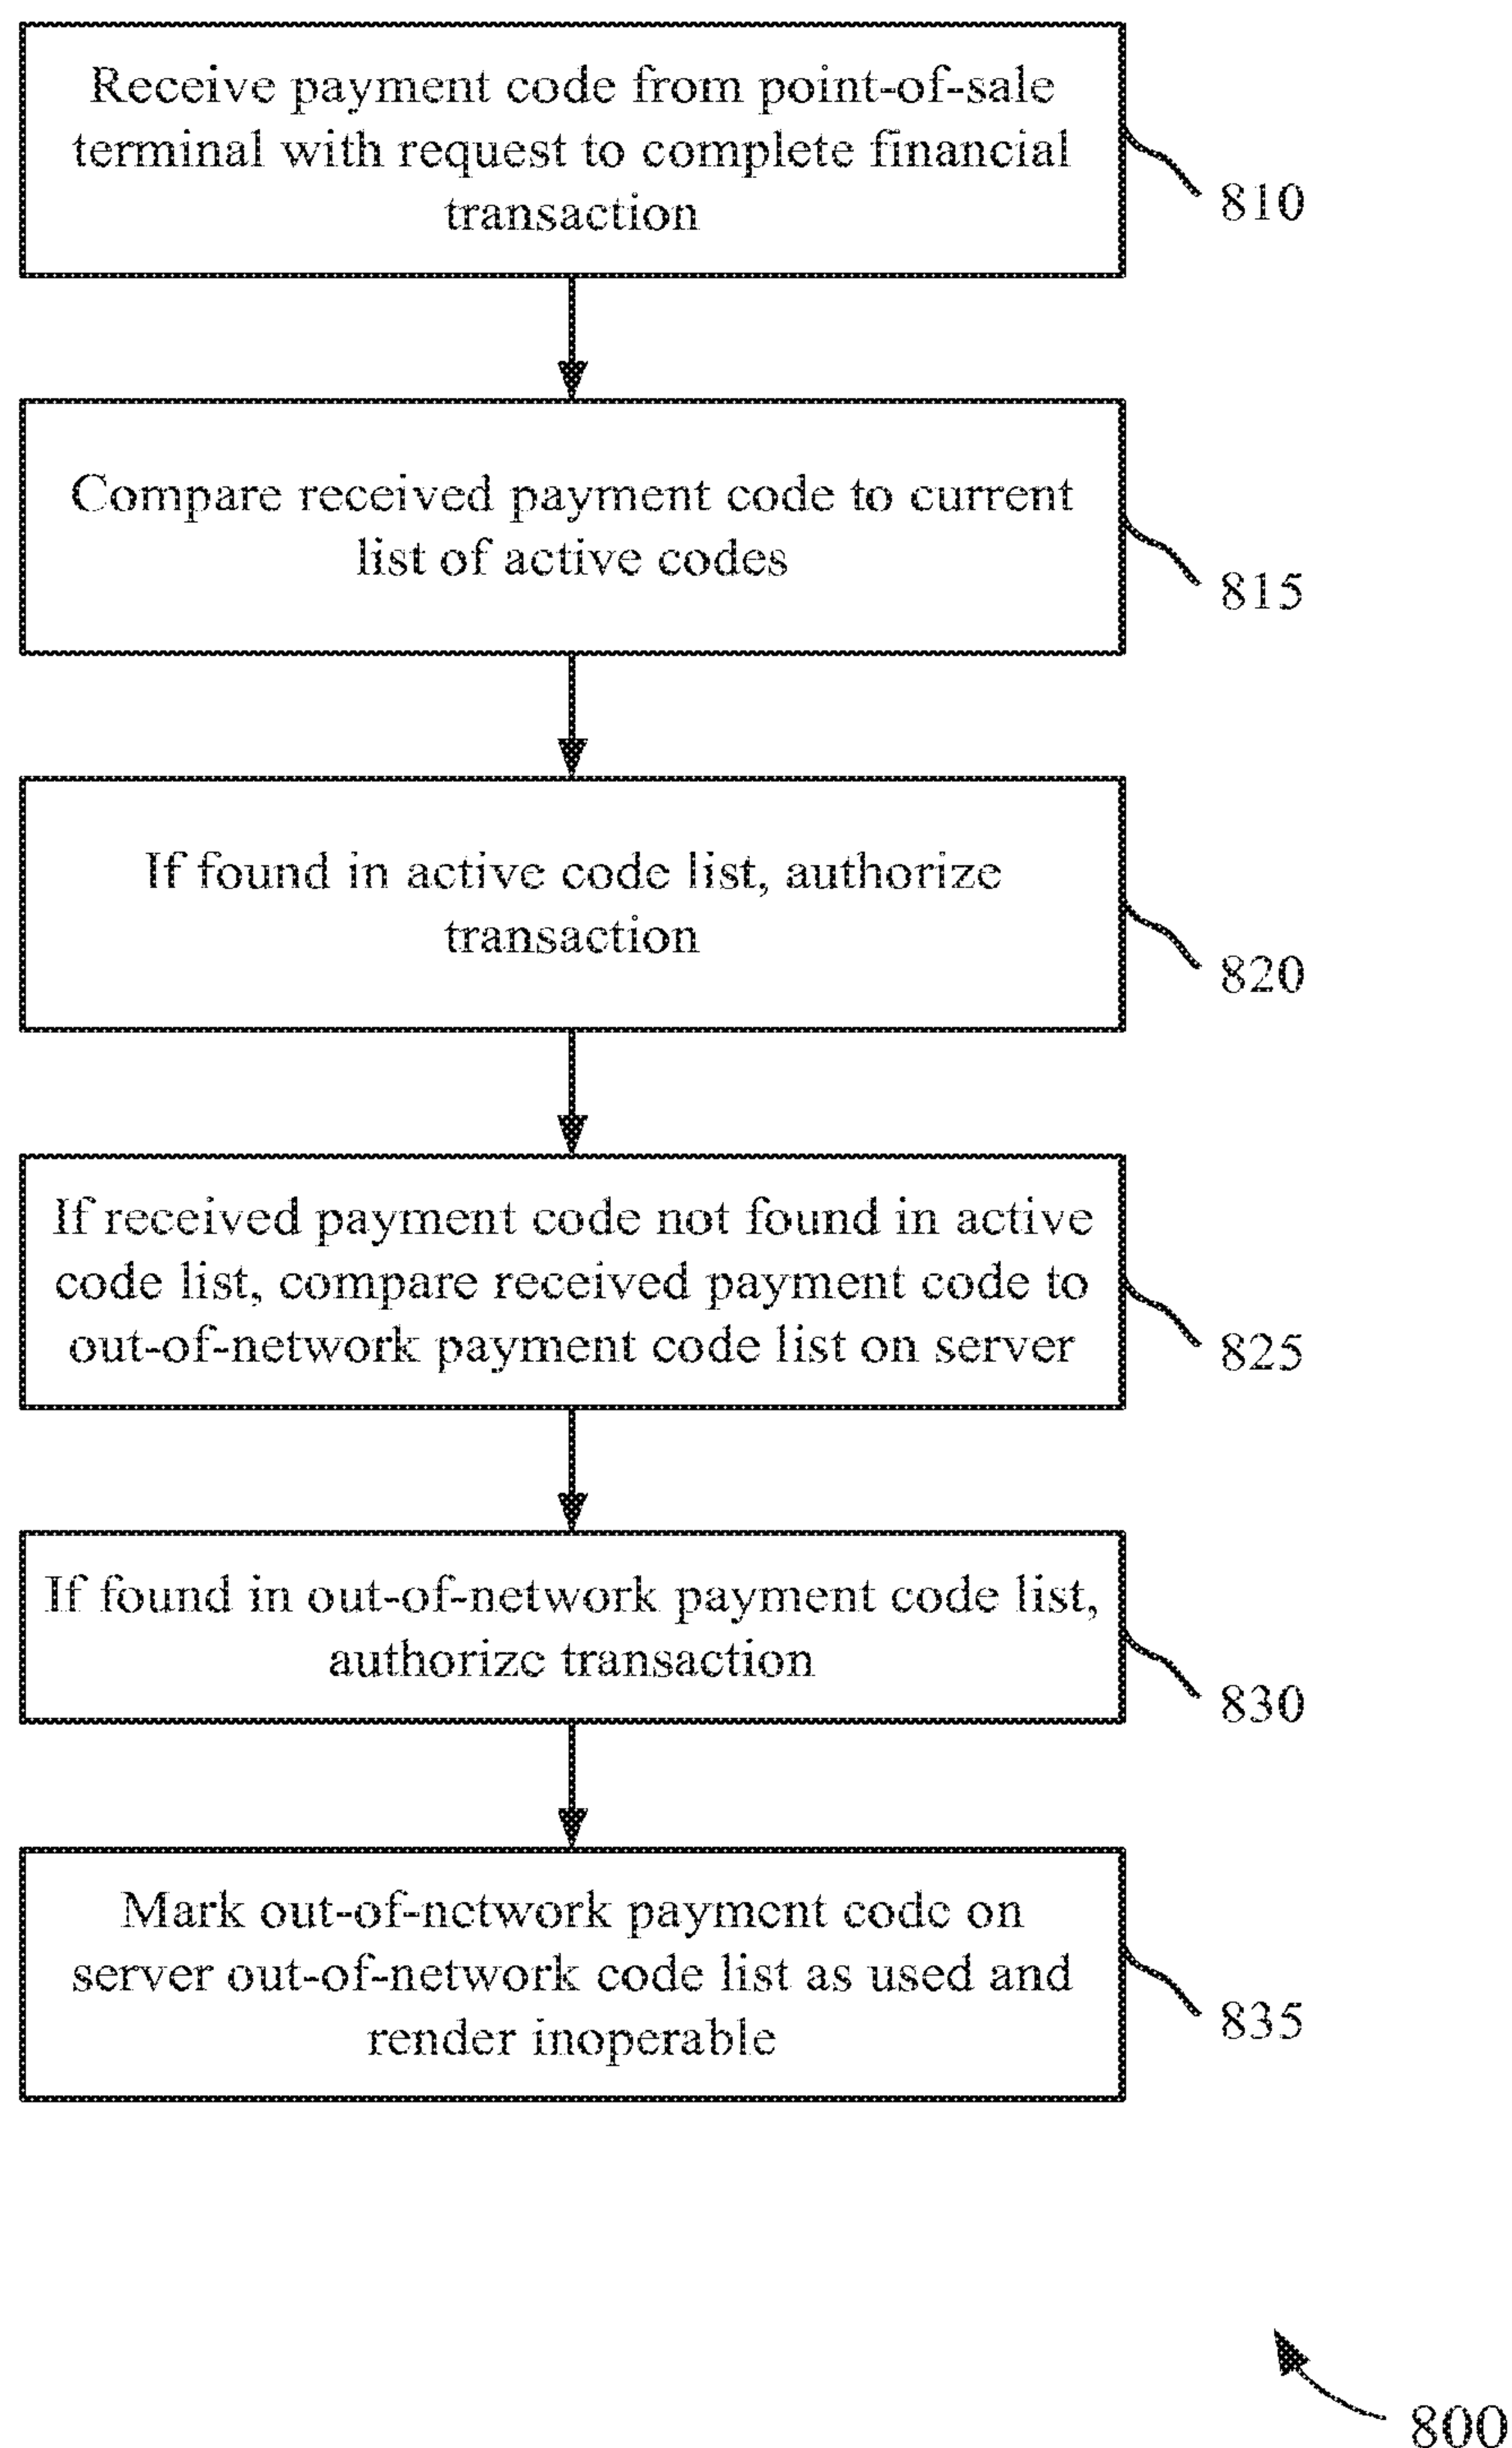 Receive payment code from point-of-sale
terminal with request to complete financial
transaction
810
Compare received payment code to current
list of active codes
815
If found in active code list, authorize
transaction
820
If received payment code not found in active
code list, compare received payment code to
out-of-network payment code list on server
825
If found in out-of-network payment code list,
authorize transaction
830
Mark out-of-network payment code on
server out-of-network code list as used and
render inoperable
835
800